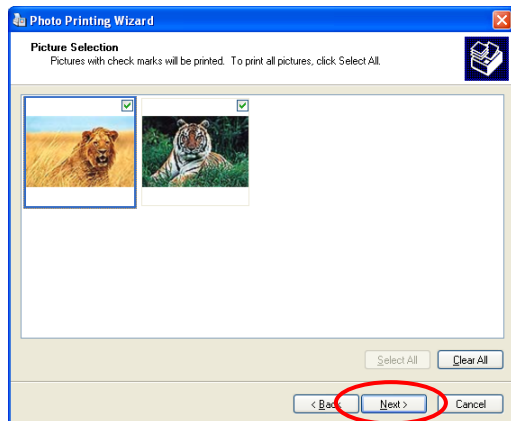 Photo Printing Wizard
Picture Selection
Pictures with check marks will be printed. To print all pictures, click Select All.
Select All
Clear All
< Back
Next >
Cancel